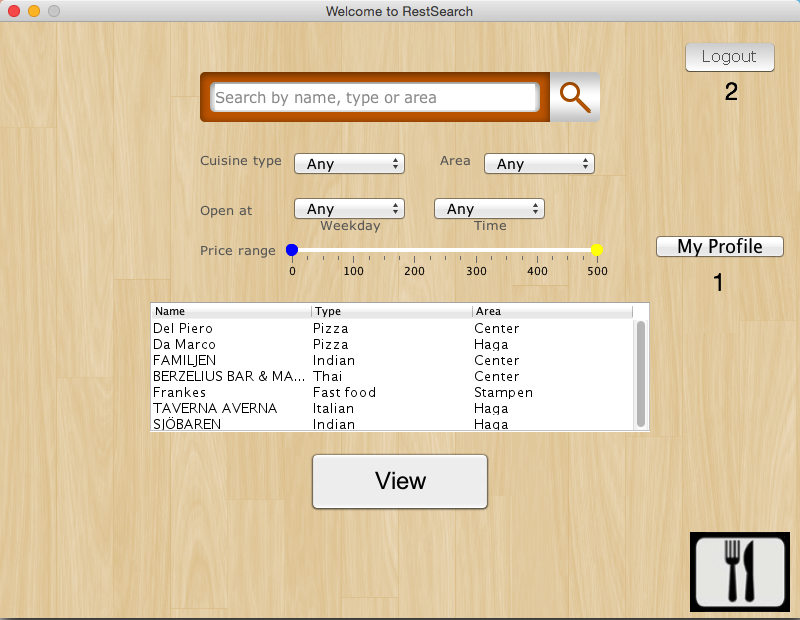 Welcome to RestSearch
Logout
2
Search by name, type or area
Cuisine type Any Area Any
Open at Any Any
Weekday Time
Price range
0 100 200 300 400 500
My Profile
1
Name Type Area
Del Piero Pizza Center
Da Marco Pizza Haga
FAMILJEN Indian Center
BERZELIUS BAR & MA... Thai Center
Frankes Fast food Stampen
TAVERNA AVERNA Italian Haga
SJÖBAREN Indian Haga
View